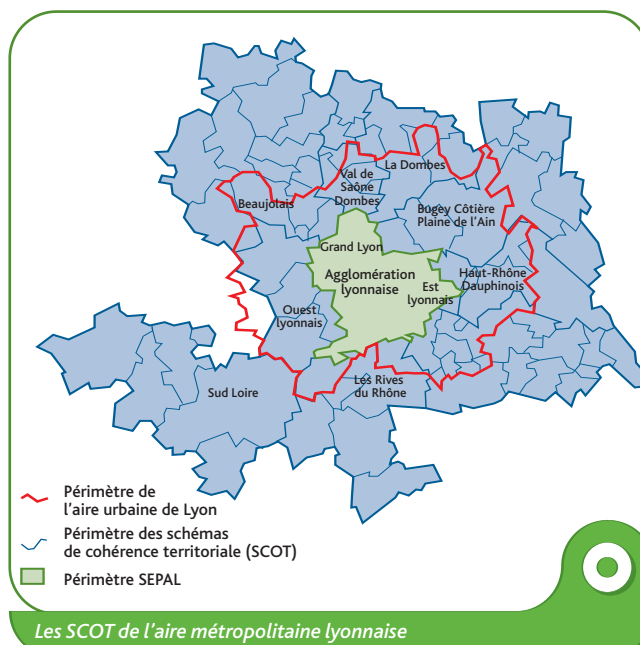 La Dombes
Val de
Saône
Dombes
Beaujolais
Bugey Côtière
Plaine de l'Ain
Grand Lyon
Agglomération
lyonnaise
Est
lyonnais
Haut-Rhône
Dauphinois
Ouest
lyonnais
Sud Loire
Les Rives
du Rhône
Périmètre de
l'aire urbaine de Lyon
Périmètre des schémas
de cohérence territoriale (SCOT)
Périmètre SEPAL
Les SCOT de l'aire métropolitaine lyonnaise